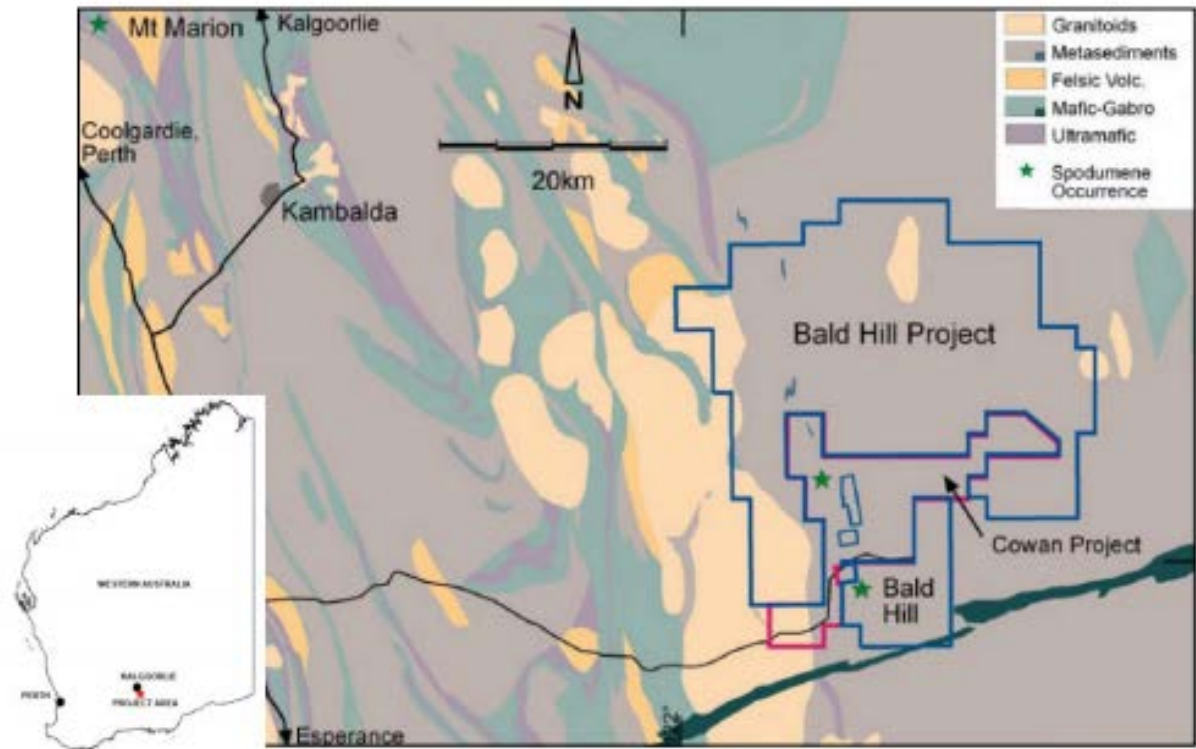 Mt Marion
Kalgoorlie
Coolgardie,
Perth
Kambalda
N
20km
Granitoids
Metasediments
Felsic Volc.
Mafic-Gabro
Ultramafic
Spodumene
Occurrence
Bald Hill Project
Cowan Project
Bald
Hill
WESTERN AUSTRALIA
KALGOORLIE
PERTH
PROJECT AREA
Esperance